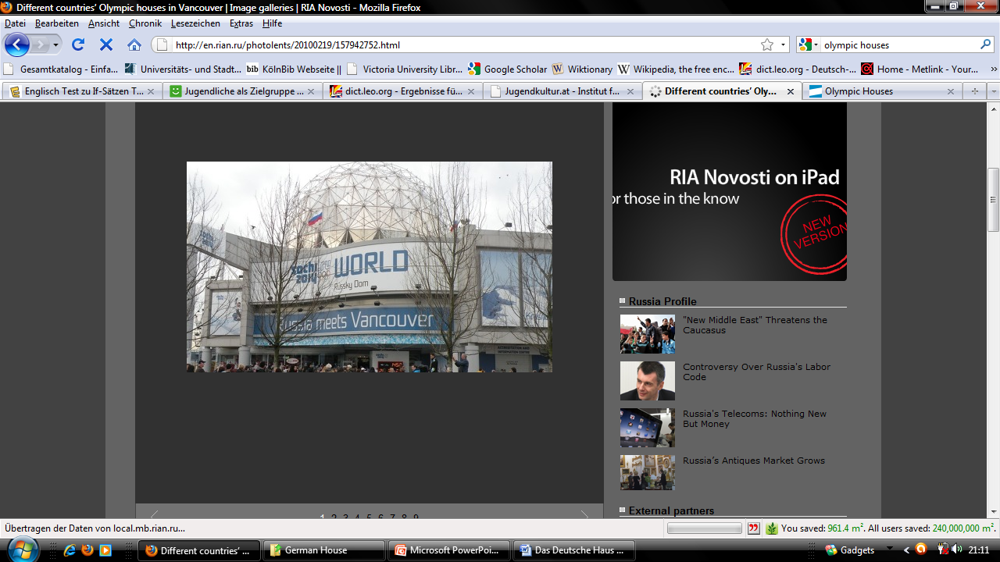 Different countries' Olympic houses in Vancouver | Image galleries | RIA Novosti - Mozilla Firefox
Datei Bearbeiten Ansicht Chronik Lesezeichen Extras Hilfe
http://en.rian.ru/photolents/20100219/157942752.html
olympic houses
Gesamtkatalog - Einfa... Universitäts- und Stadt... bib KölnBib Webseite || Victoria University Libr... Google Scholar W Wiktionary W Wikipedia, the free enc... dict.leo.org - Deutsch-... Home - Metlink - Your... »
Englisch Test zu If-Sätzen T... Jugendliche als Zielgruppe ... dict.leo.org - Ergebnisse fü... Jugendkultur.at - Institut f... Different countries' Oly... Olympic Houses
RIA Novosti on iPad
or those in the know
NEW
VERSION
sochi
2014
sochi
2014
WORLD
Russky Dom
Russia meets Vancouver
Russia Profile
"New Middle East" Threatens the
Caucasus
Controversy Over Russia's Labor
Code
Russia's Telecoms: Nothing New
But Money
Russia's Antiques Market Grows
External partners
1 2 3 4 5 6 7 8 9
Übertragen der Daten von local.mb.rian.ru...
You saved: 961.4 m². All users saved: 240,000,000 m².
Different countries' ... German House Microsoft PowerPoi... Das Deutsche Haus ... Gadgets 21:11